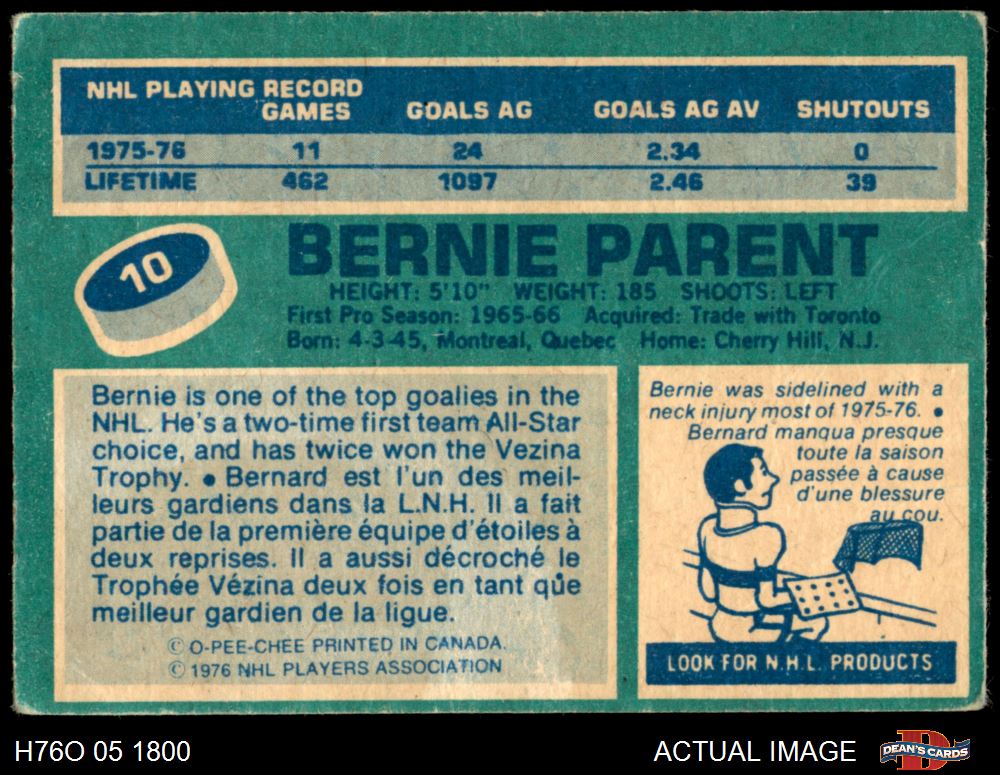 NHL PLAYING RECORD
GAMES GOALS AG GOALS AG AV SHUTOUTS
1975-76 11 24 2.34 0
LIFETIME 462 1097 2.46 39
10
BERNIE PARENT
HEIGHT: 5'10" WEIGHT: 185 SHOOTS: LEFT
First Pro Season: 1965-66 Acquired: Trade with Toronto
Born: 4-3-45, Montreal, Quebec Home: Cherry Hill, N.J.
Bernie is one of the top goalies in the
NHL. He's a two-time first team All-Star
choice, and has twice won the Vezina
Trophy. • Bernard est l'un des meil-
leurs gardiens dans la L.N.H. Il a fait
partie de la première équipe d'étoiles à
deux reprises. Il a aussi décroché le
Trophée Vézina deux fois en tant que
meilleur gardien de la ligue.
© O-PEE-CHEE PRINTED IN CANADA.
© 1976 NHL PLAYERS ASSOCIATION
Bernie was sidelined with a
neck injury most of 1975-76. •
Bernard manqua presque
toute la saison
passée à cause
d'une blessure
au cou.
LOOK FOR N.H.L. PRODUCTS
H76O 05 1800
ACTUAL IMAGE
D
DEAN'S CARDS